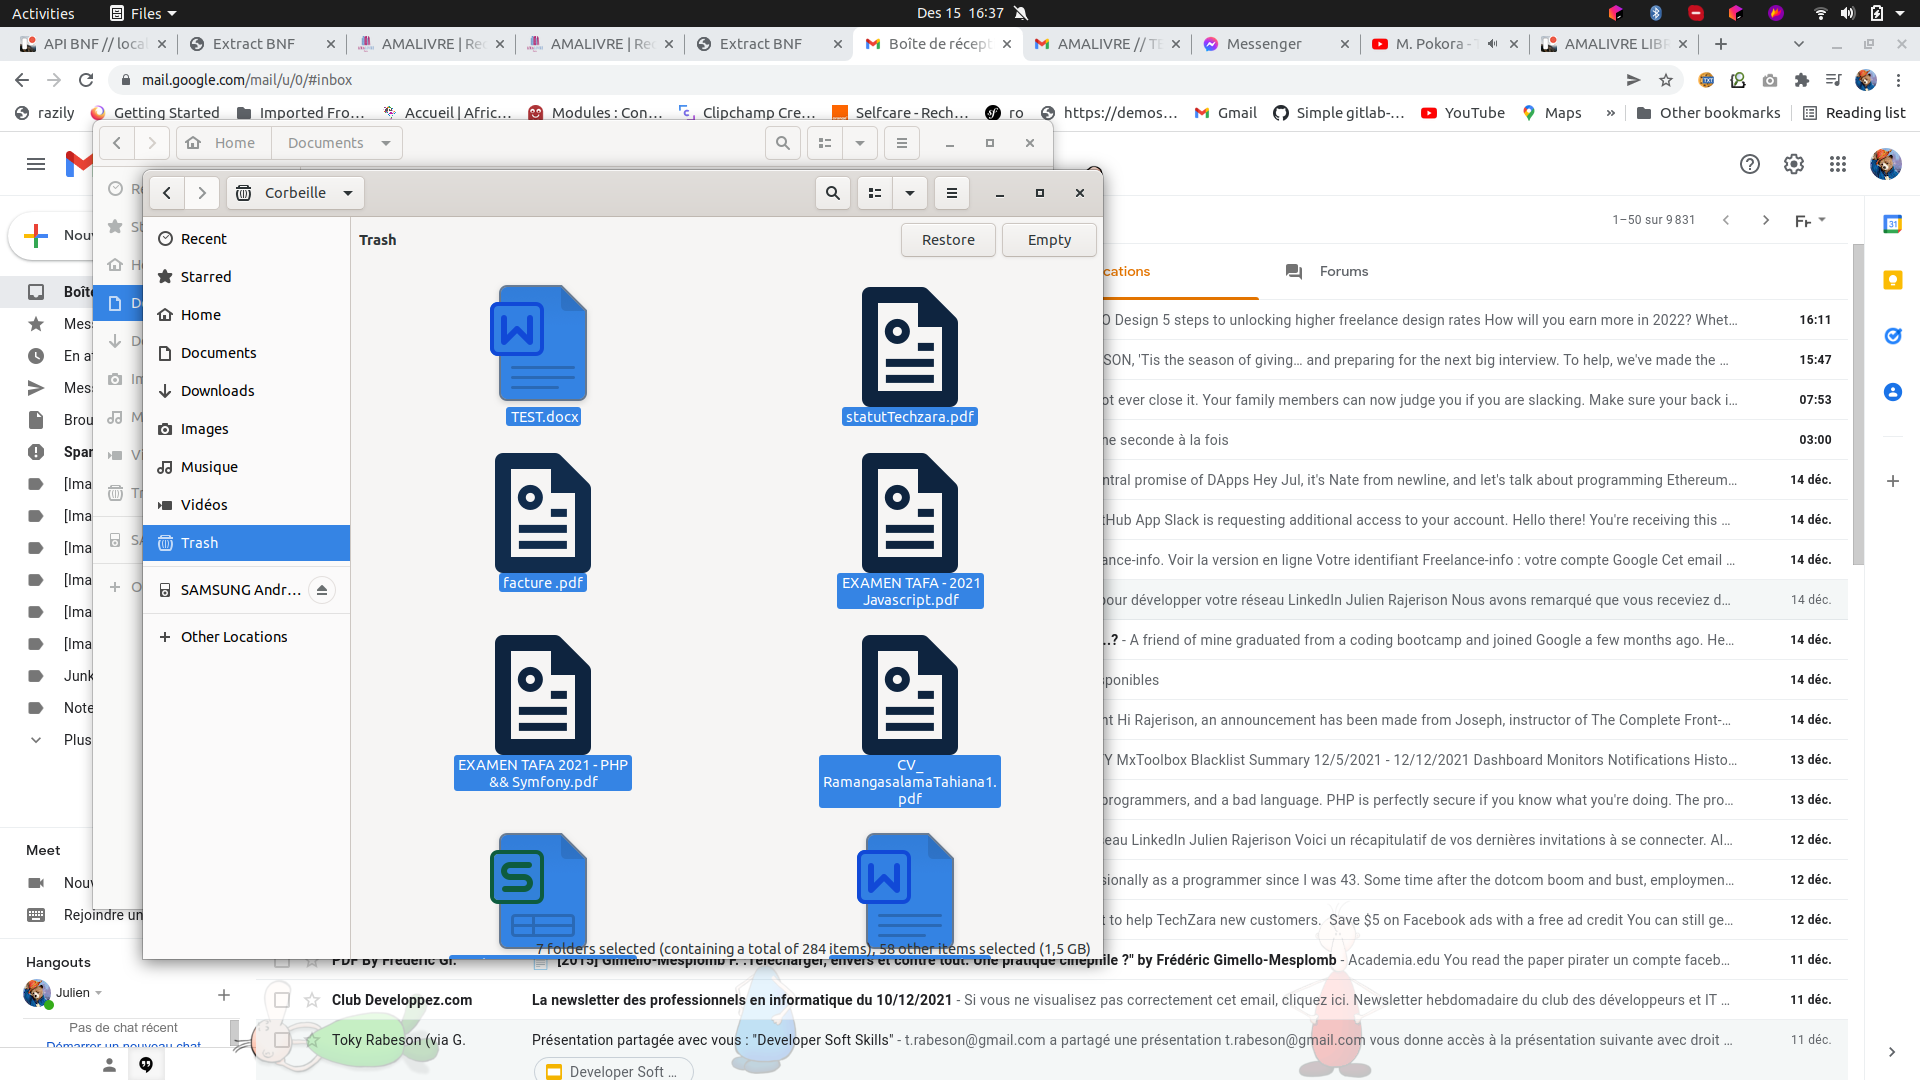 Activities
Files
Des 15 16:37
API BNF // local
Extract BNF
AMALIVRE | Rec
AMALIVRE | Rec
Extract BNF
Boîte de récept
AMALIVRE // TE
Messenger
M. Pokora -
AMALIVRE LIBR
mail.google.com/mail/u/0/#inbox
razily
Getting Started
Imported Fro…
Accueil | Afric…
Modules : Con…
Clipchamp Cre…
Selfcare - Rech…
ro
https://demos…
Gmail
Simple gitlab-…
YouTube
Maps
»
Other bookmarks
Reading list
Home
Documents
Corbeille
Recent
Starred
Home
Documents
Downloads
Images
Musique
Vidéos
Trash
SAMSUNG Andr…
Other Locations
Trash
Restore
Empty
TEST.docx
statutTechzara.pdf
facture .pdf
EXAMEN TAFA - 2021
Javascript.pdf
EXAMEN TAFA 2021 - PHP
&& Symfony.pdf
CV_
RamangasalamaTahiana1.
pdf
7 folders selected (containing a total of 284 items), 58 other items selected (1,5 GB)
Nouv
Boîte
Mess
En at
Mess
Brou
Spam
[Ima
[Ima
[Ima
[Ima
[Ima
[Ima
Junk
Note
Plus
Meet
Nouv
Rejoindre un
Hangouts
Julien
Pas de chat récent
Démarrer un nouveau chat
1–50 sur 9 831
cations
Forums
O Design 5 steps to unlocking higher freelance design rates How will you earn more in 2022? Whet… 16:11
SON, 'Tis the season of giving… and preparing for the next big interview. To help, we've made the … 15:47
ot ever close it. Your family members can now judge you if you are slacking. Make sure your back i… 07:53
ne seconde à la fois 03:00
ntral promise of DApps Hey Jul, it's Nate from newline, and let's talk about programming Ethereum… 14 déc.
tHub App Slack is requesting additional access to your account. Hello there! You're receiving this … 14 déc.
ance-info. Voir la version en ligne Votre identifiant Freelance-info : votre compte Google Cet email … 14 déc.
pour développer votre réseau LinkedIn Julien Rajerison Nous avons remarqué que vous receviez d… 14 déc.
…? - A friend of mine graduated from a coding bootcamp and joined Google a few months ago. He… 14 déc.
sponibles 14 déc.
nt Hi Rajerison, an announcement has been made from Joseph, instructor of The Complete Front-… 14 déc.
Y MxToolbox Blacklist Summary 12/5/2021 - 12/12/2021 Dashboard Monitors Notifications Histo… 13 déc.
programmers, and a bad language. PHP is perfectly secure if you know what you're doing. The pro… 13 déc.
eau LinkedIn Julien Rajerison Voici un récapitulatif de vos dernières invitations à se connecter. Al… 12 déc.
sionally as a programmer since I was 43. Some time after the dotcom boom and bust, employmen… 12 déc.
t to help TechZara new customers. Save $5 on Facebook ads with a free ad credit You can still ge… 12 déc.
PDF By Frédéric Gi. [2015] Gimello-Mesplomb F. :Télécharger, envers et contre tout. Une pratique cinéphile ?" by Frédéric Gimello-Mesplomb - Academia.edu You read the paper pirater un compte faceb… 11 déc.
Club Developpez.com La newsletter des professionnels en informatique du 10/12/2021 - Si vous ne visualisez pas correctement cet email, cliquez ici. Newsletter hebdomadaire du club des développeurs et IT … 11 déc.
Toky Rabeson (via G. Présentation partagée avec vous : "Developer Soft Skills" - t.rabeson@gmail.com a partagé une présentation t.rabeson@gmail.com vous donne accès à la présentation suivante avec droit … 11 déc.
Developer Soft …